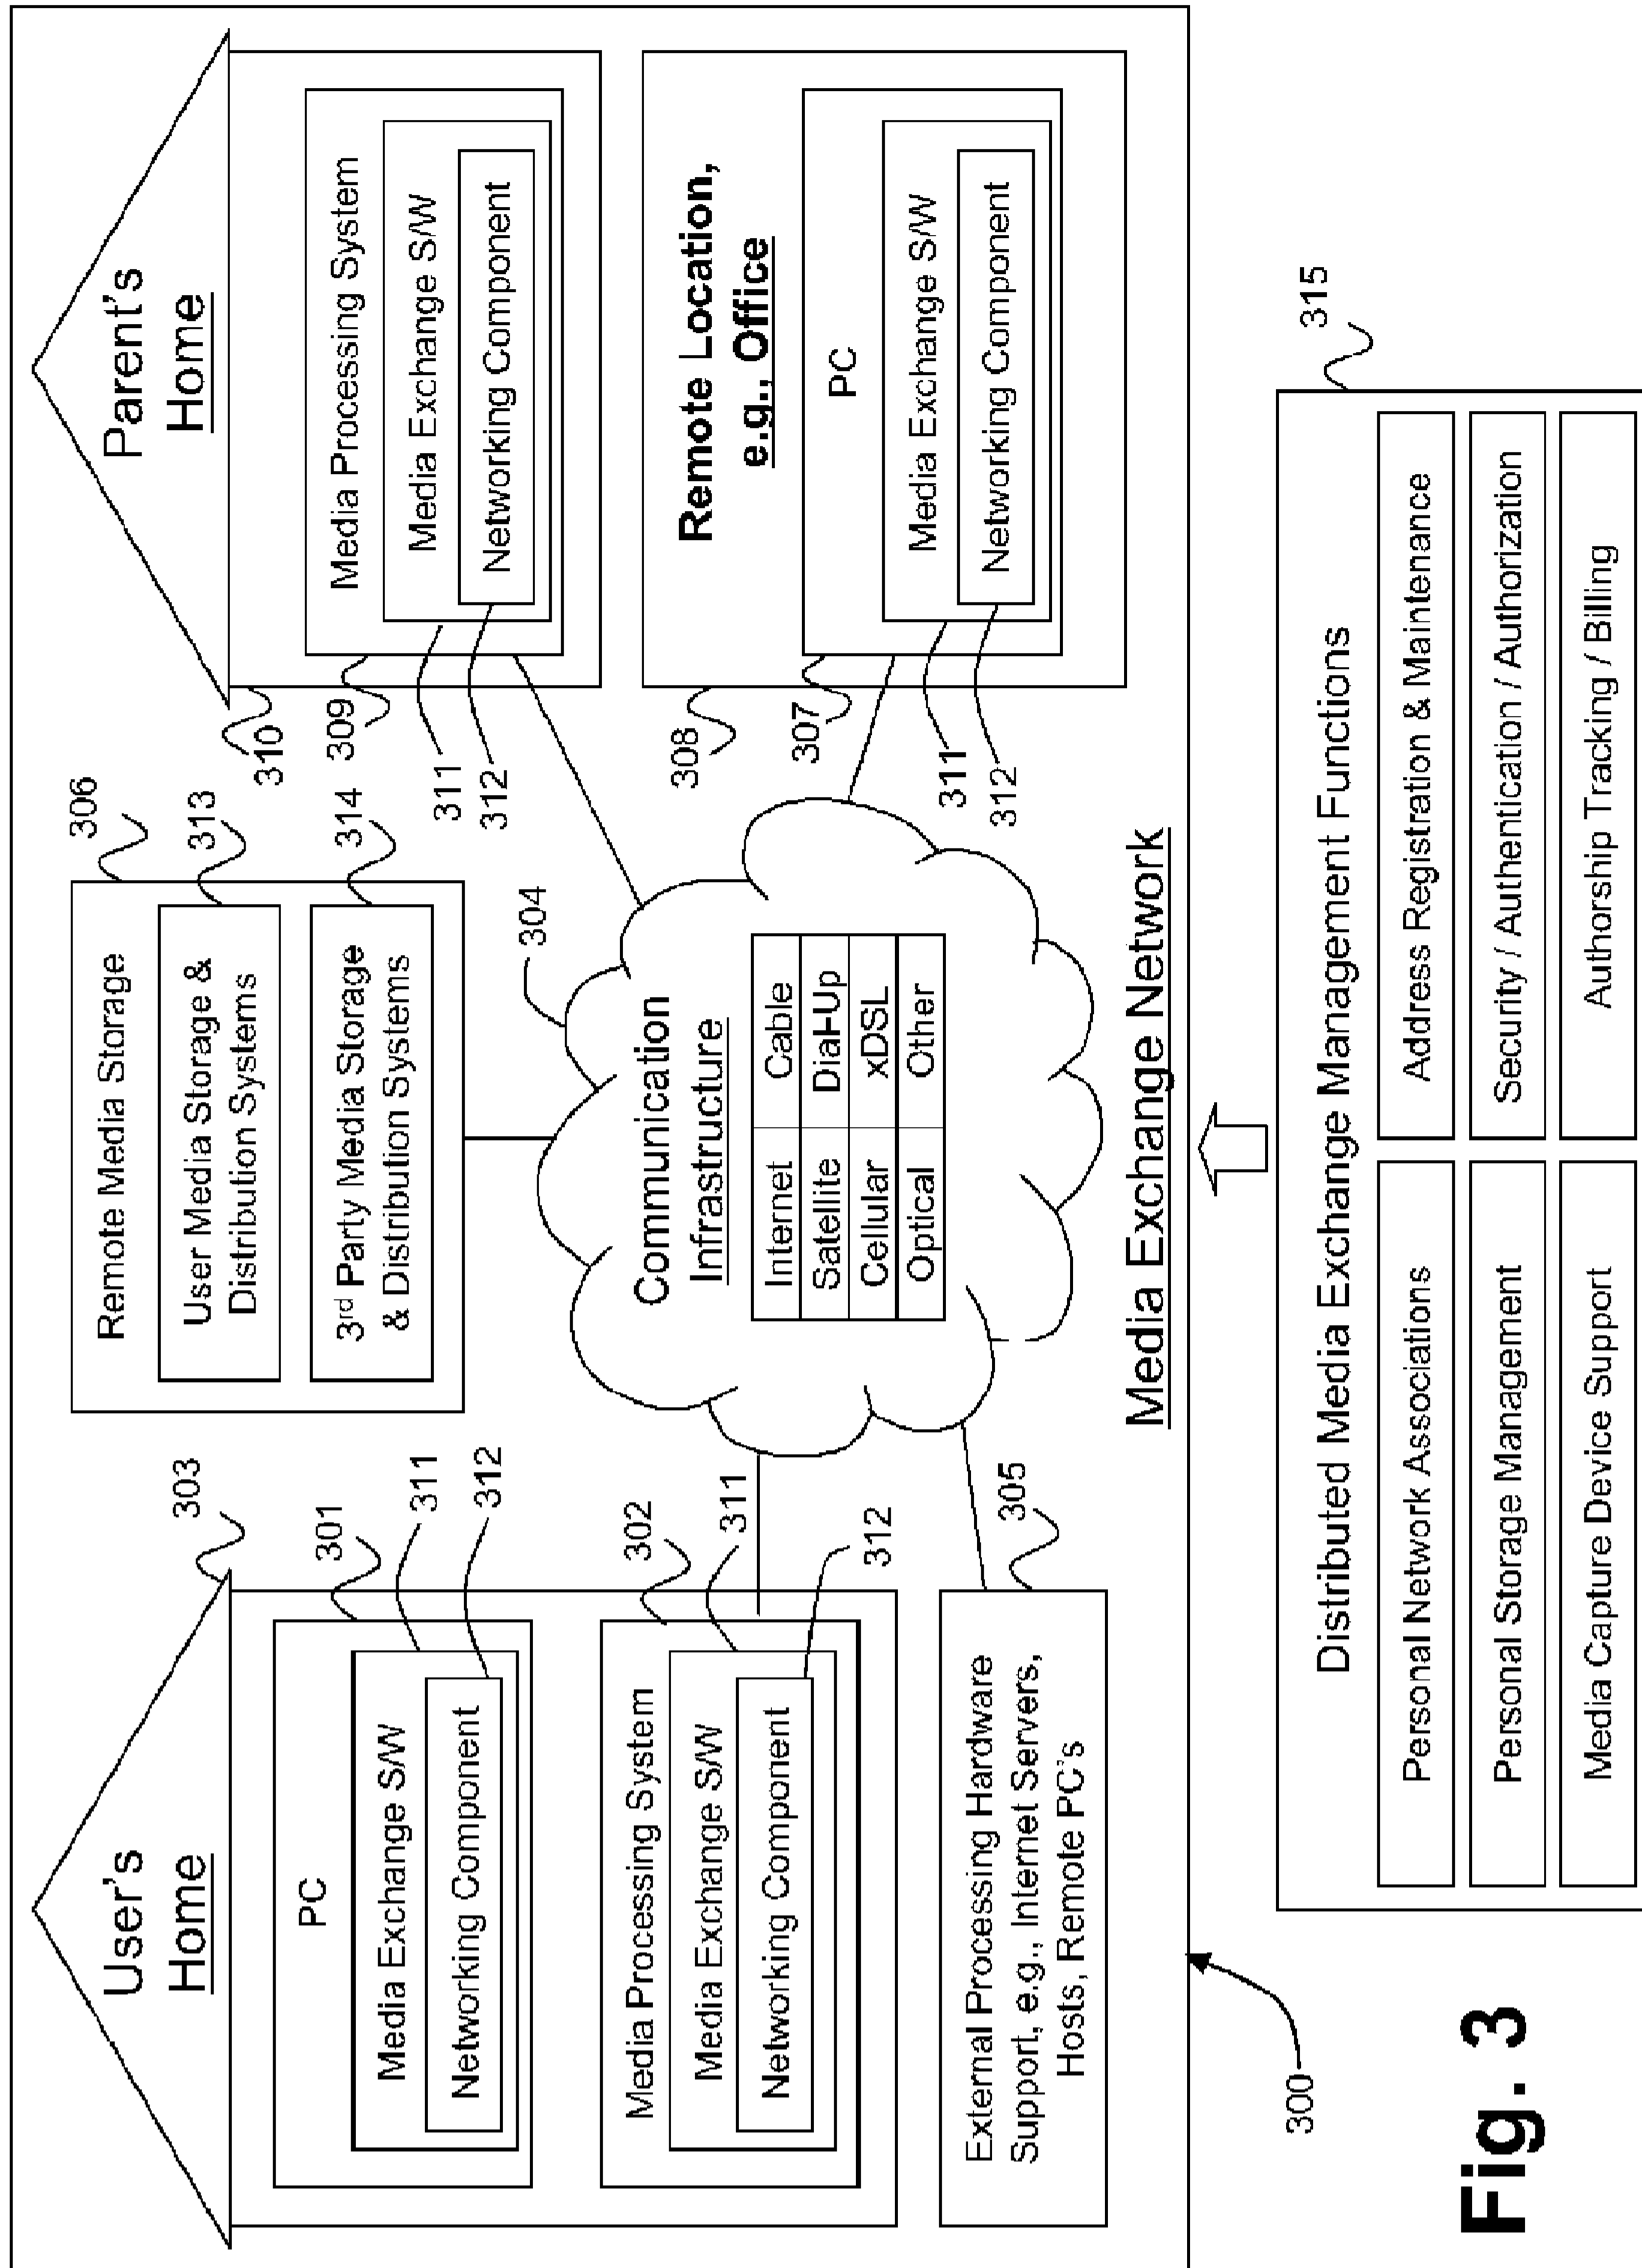 User's
Home
303
PC
301
Media Exchange S/W
311
Networking Component
312
Media Processing System
302
Media Exchange S/W
311
Networking Component
312
External Processing Hardware
Support, e.g., Internet Servers,
Hosts, Remote PC's
305
Remote Media Storage
306
User Media Storage &
Distribution Systems
313
3rd Party Media Storage
& Distribution Systems
314
304
Communication
Infrastructure
Internet Cable
Satellite Dial-Up
Cellular xDSL
Optical Other
Parent's
Home
310
Media Processing System
309
Media Exchange S/W
311
Networking Component
312
Remote Location,
e.g., Office
308
PC
307
Media Exchange S/W
311
Networking Component
312
Media Exchange Network
300
Distributed Media Exchange Management Functions
315
Personal Network Associations
Address Registration & Maintenance
Personal Storage Management
Security / Authentication / Authorization
Media Capture Device Support
Authorship Tracking / Billing
Fig. 3